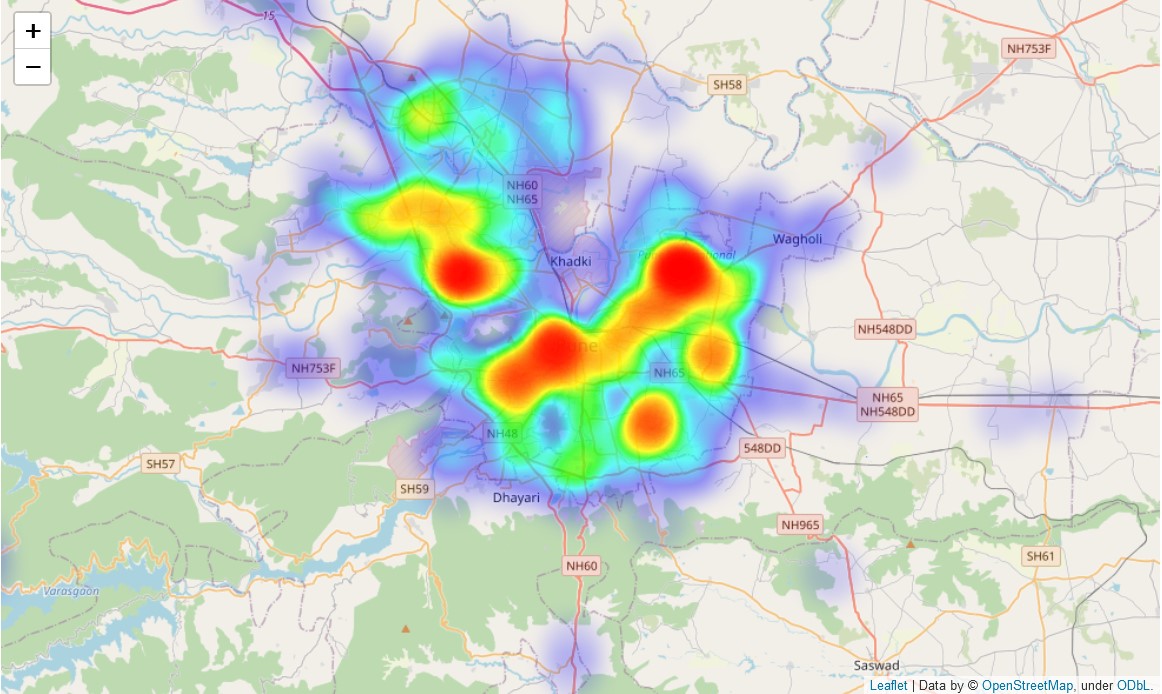 +
−
15
NH753F
SH58
NH60
NH65
Wagholi
Khadki
NH548DD
NH65
NH753F
NH65
NH548DD
NH48
548DD
SH57
SH59
Dhayari
NH965
SH61
NH60
Varasgaon
Saswad
Leaflet | Data by © OpenStreetMap, under ODbL.